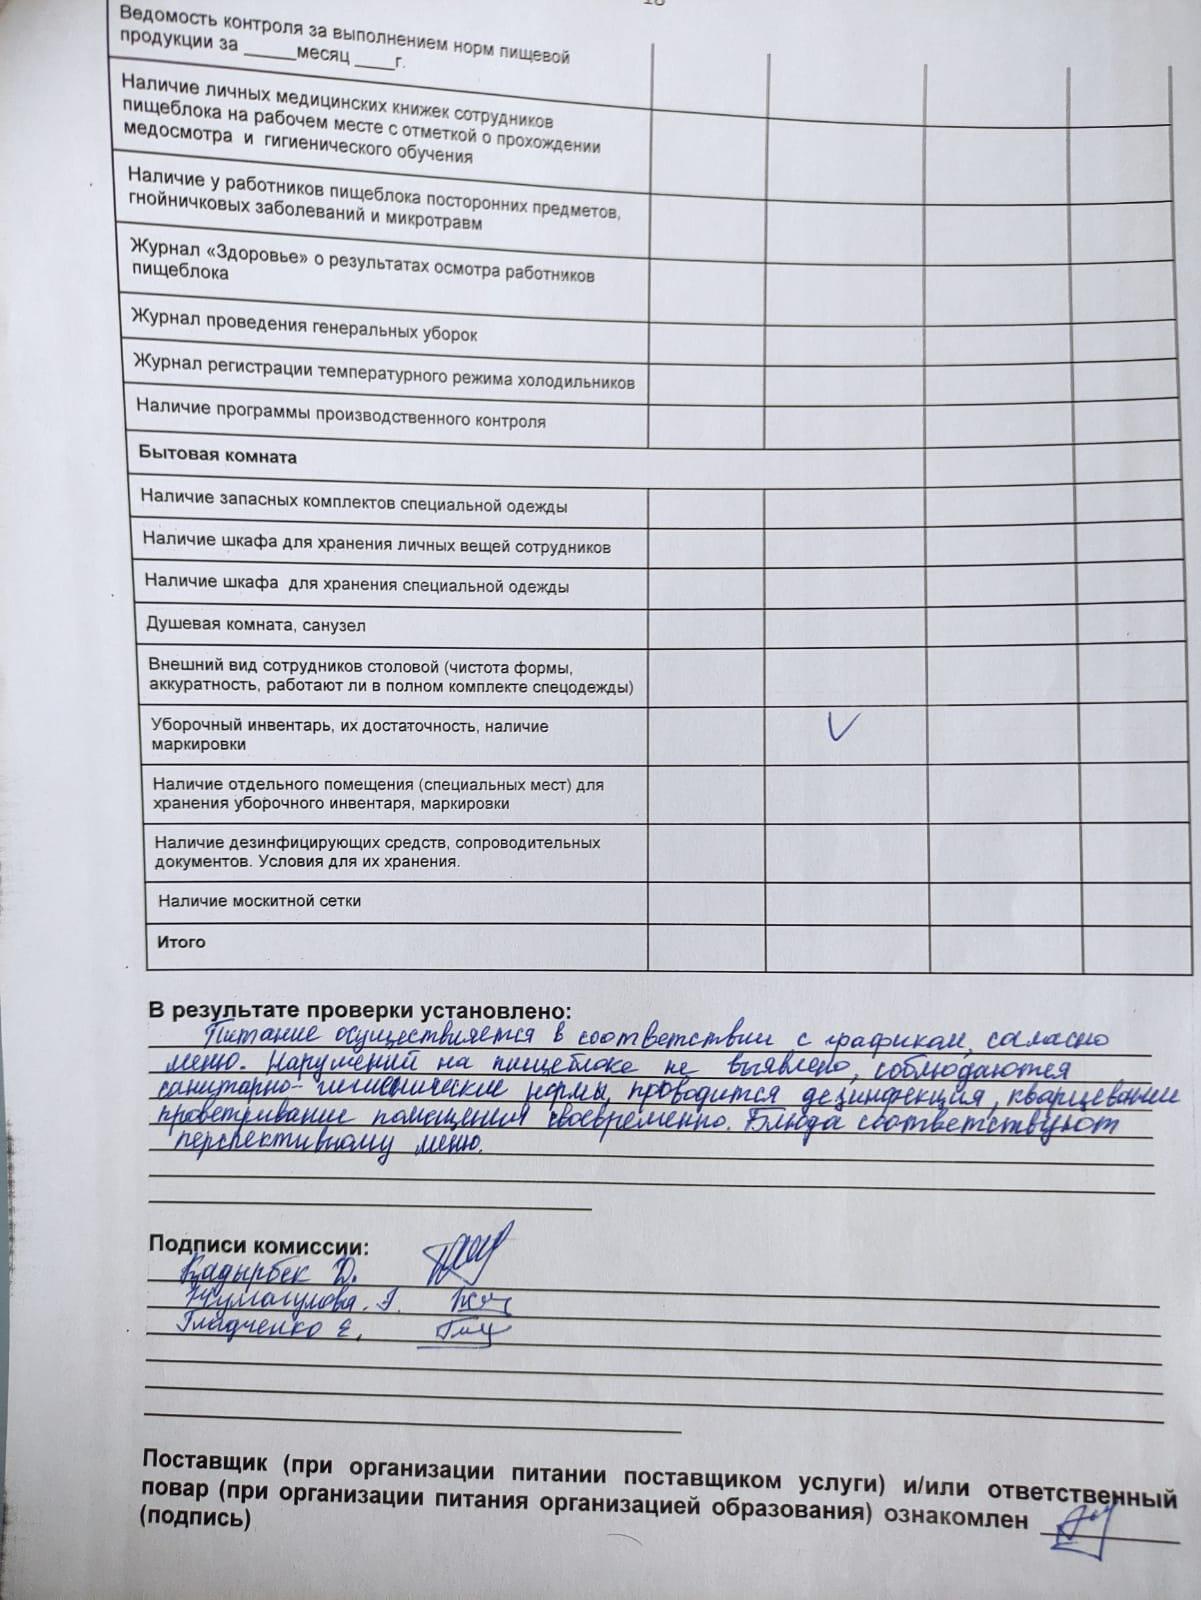 Ведомость контроля за выполнением норм пищевой
продукции за _____месяц ____г.
Наличие личных медицинских книжек сотрудников
пищеблока на рабочем месте с отметкой о прохождении
медосмотра и гигиенического обучения
Наличие у работников пищеблока посторонних предметов,
гнойничковых заболеваний и микротравм
Журнал «Здоровье» о результатах осмотра работников
пищеблока
Журнал проведения генеральных уборок
Журнал регистрации температурного режима холодильников
Наличие программы производственного контроля
Бытовая комната
Наличие запасных комплектов специальной одежды
Наличие шкафа для хранения личных вещей сотрудников
Наличие шкафа для хранения специальной одежды
Душевая комната, санузел
Внешний вид сотрудников столовой (чистота формы,
аккуратность, работают ли в полном комплекте спецодежды)
Уборочный инвентарь, их достаточность, наличие
маркировки
Наличие отдельного помещения (специальных мест) для
хранения уборочного инвентаря, маркировки
Наличие дезинфицирующих средств, сопроводительных
документов. Условия для их хранения.
Наличие москитной сетки
Итого
В результате проверки установлено:
Питание осуществляется в соответствии с графиком, согласно
меню. Нарушений на пищеблоке не выявлено, соблюдаются
санитарно-гигиенические нормы, проводится дезинфекция, кварцевание
проветривание помещения своевременно. Блюда соответствуют
перспективному меню.
Подписи комиссии:
Кадырбек Д.
Жумагулова. Г.
Гладченко Е.
Поставщик (при организации питании поставщиком услуги) и/или ответственный
повар (при организации питания организацией образования) ознакомлен
(подпись)